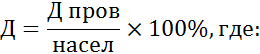 Д = Д пров / насел × 100%, где: